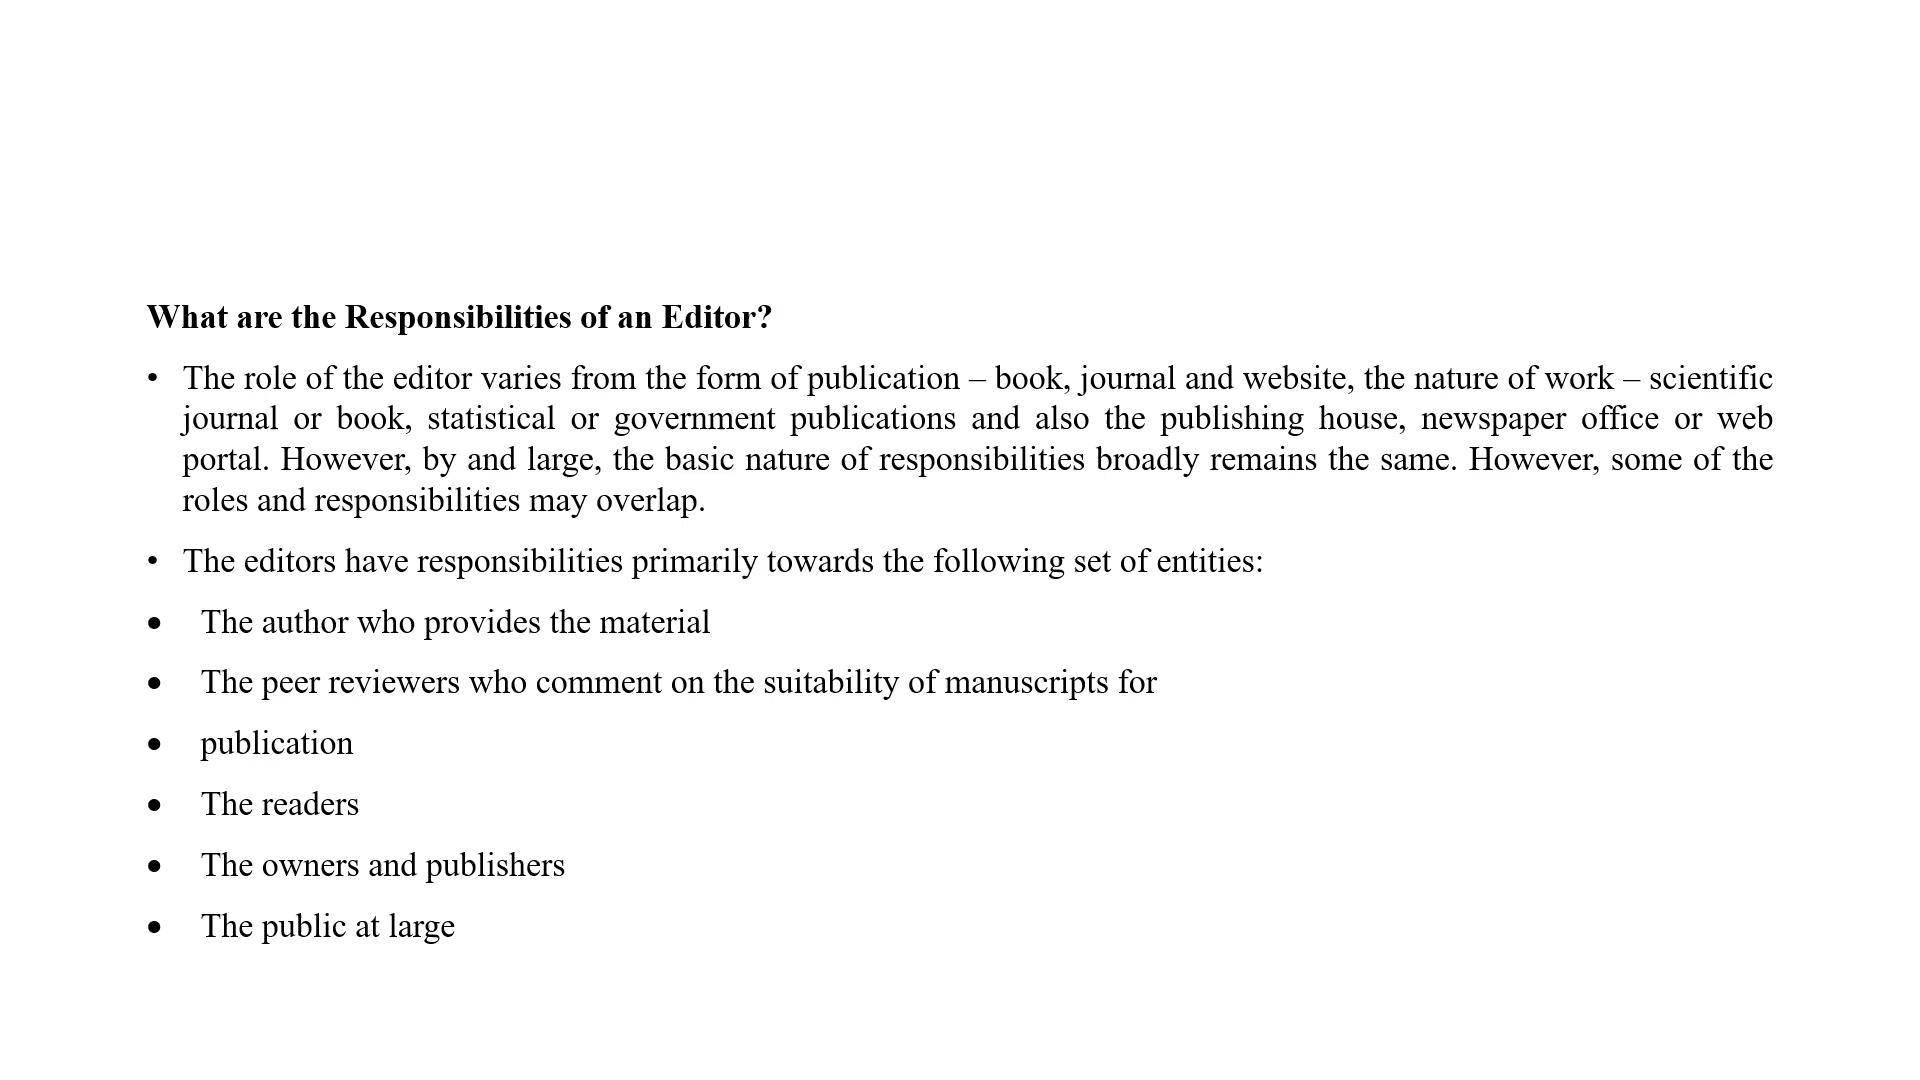 What are the Responsibilities of an Editor?
• The role of the editor varies from the form of publication – book, journal and website, the nature of work – scientific
journal or book, statistical or government publications and also the publishing house, newspaper office or web
portal. However, by and large, the basic nature of responsibilities broadly remains the same. However, some of the
roles and responsibilities may overlap.
• The editors have responsibilities primarily towards the following set of entities:
• The author who provides the material
• The peer reviewers who comment on the suitability of manuscripts for
• publication
• The readers
• The owners and publishers
• The public at large